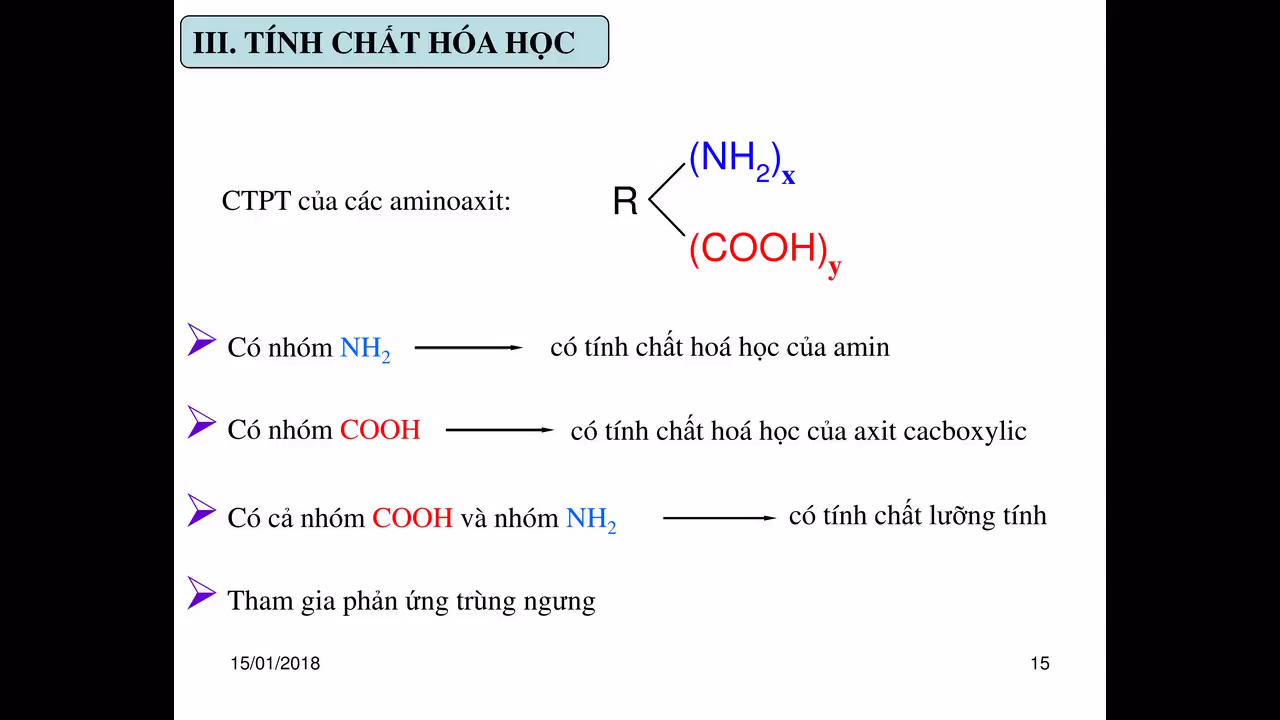 III. TÍNH CHẤT HÓA HỌC
(NH2)x
CTPT của các aminoaxit: R
(COOH)y
Có nhóm NH2 có tính chất hoá học của amin
Có nhóm COOH có tính chất hoá học của axit cacboxylic
Có cả nhóm COOH và nhóm NH2 có tính chất lưỡng tính
Tham gia phản ứng trùng ngưng
15/01/2018 15